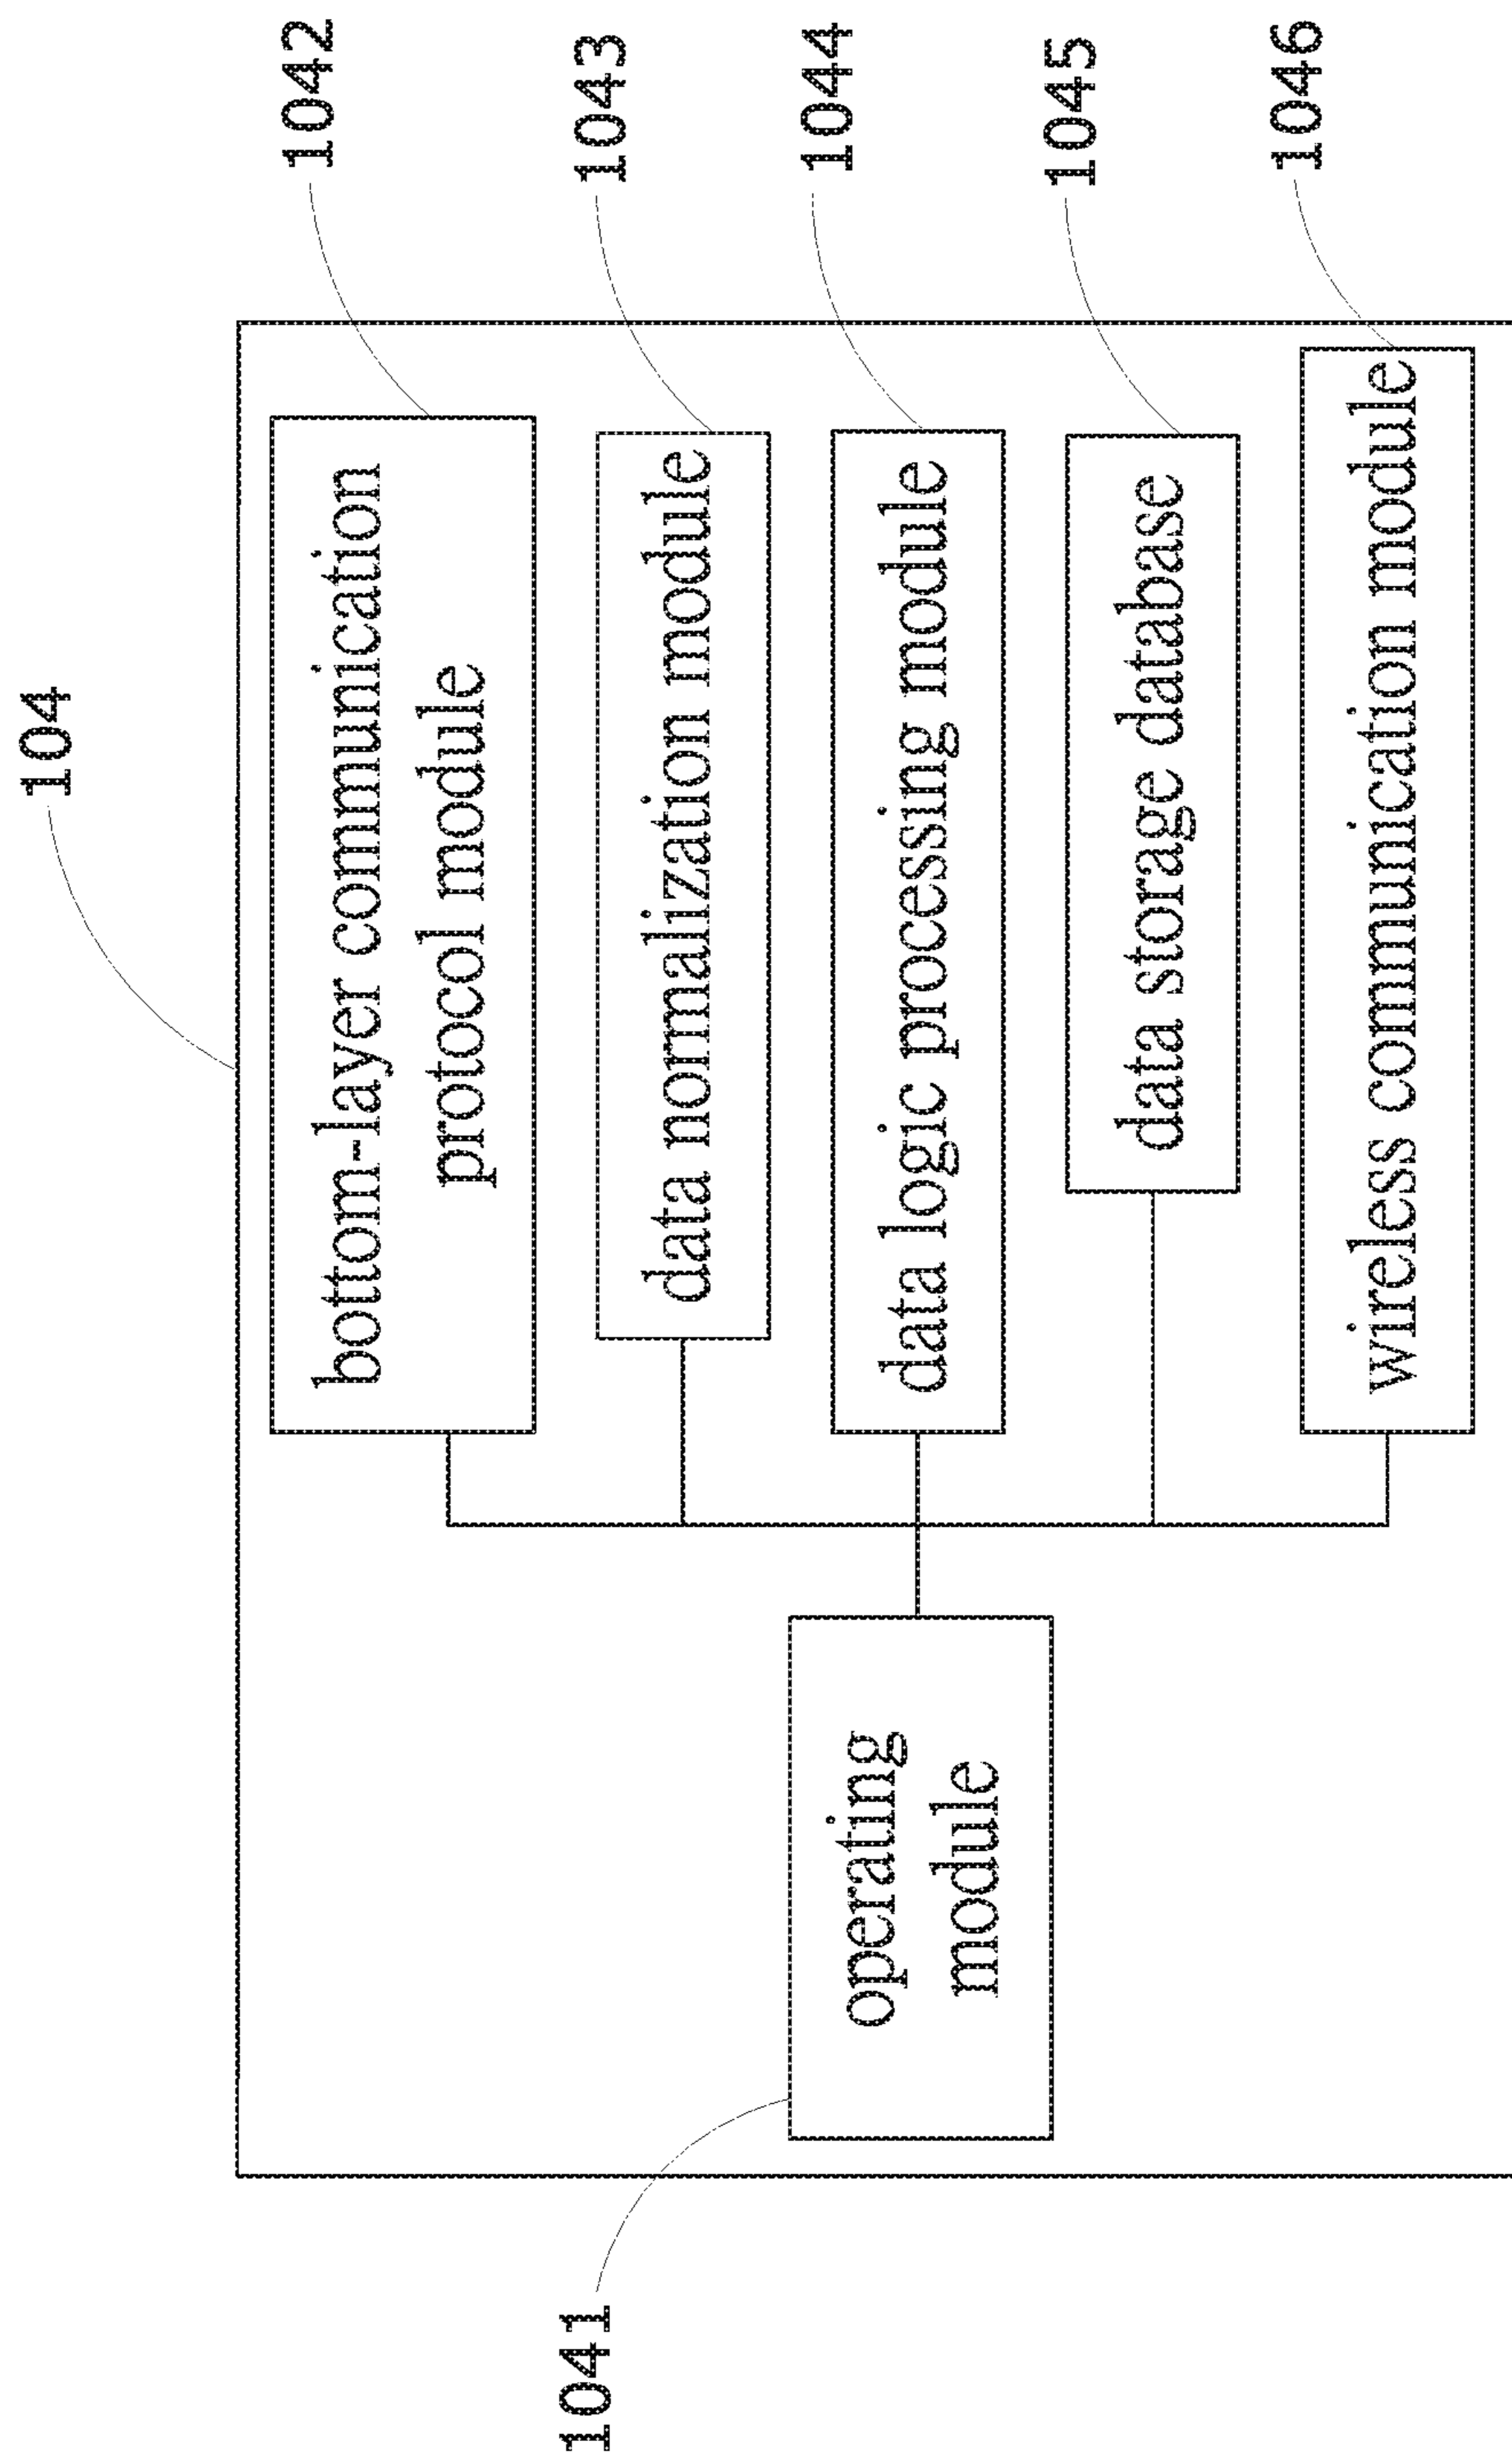 104
1041
operating
module
bottom-layer communication
protocol module
1042
data normalization module
1043
data logic processing module
1044
data storage database
1045
wireless communication module
1046